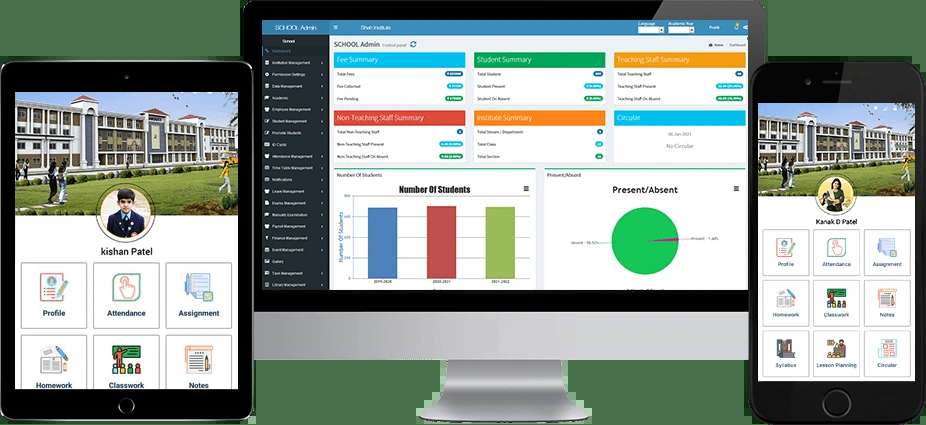 kishan Patel
Profile
Attendance
Assignment
Homework
Classwork
Notes
SCHOOL Admin
Shah Institute
Language
Academic Year
School
Dashboard
Institution Management
Permission Settings
Data Management
Academic
Employee Management
Student Management
Promote Students
ID Cards
Attendance Management
Time Table Management
Notifications
Leave Management
Exams Management
Manually Examination
Payroll Management
Finance Management
Event Management
Gallery
Task Management
Library Management
SCHOOL Admin Control panel
Home
Dashboard
Fee Summary
Total Fees
Fee Collected
Fee Pending
Student Summary
Total Student
Student Present
Student On Absent
Teaching Staff Summary
Total Teaching Staff
Teaching Staff Present
Teaching Staff On Absent
Non-Teaching Staff Summary
Total Non-Teaching Staff
Non-Teaching Staff Present
Non-Teaching Staff On Absent
Institute Summary
Total Stream / Department
Total Class
Total Section
Circular
06 Jan 2021
No Circular
Number Of Students
Number Of Students
Number Of Students
800
600
400
200
0
2019-2020
2020-2021
2021-2022
Present/Absent
Present/Absent
Kanak D Patel
Profile
Attendance
Assignment
Homework
Classwork
Notes
Syllabus
Lesson Planning
Circular